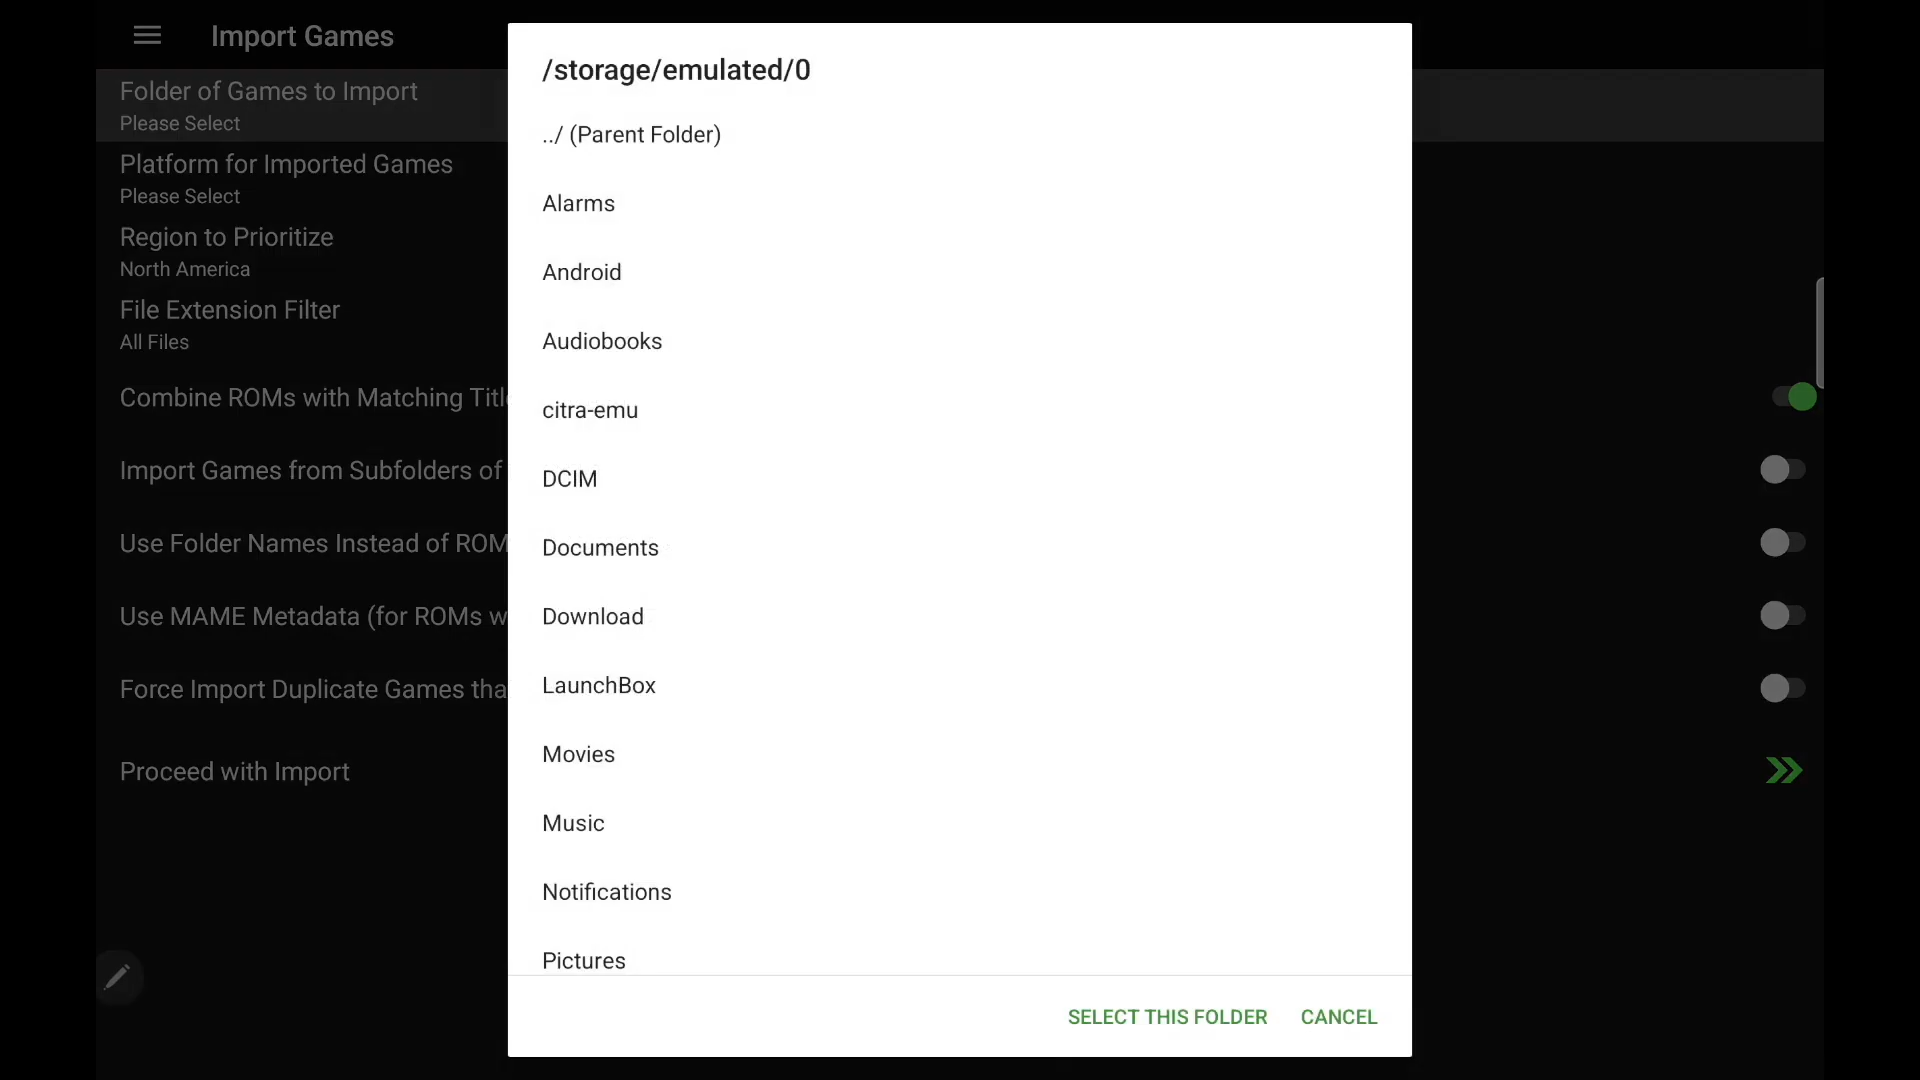 Import Games
Folder of Games to Import
Please Select
Platform for Imported Games
Please Select
Region to Prioritize
North America
File Extension Filter
All Files
Combine ROMs with Matching
Import Games from Subfolders of
Use Folder Names Instead of
Use MAME Metadata (for ROMs
Force Import Duplicate Games
Proceed with Import
/storage/emulated/0
../ (Parent Folder)
Alarms
Android
Audiobooks
citra-emu
DCIM
Documents
Download
LaunchBox
Movies
Music
Notifications
Pictures
SELECT THIS FOLDER
CANCEL